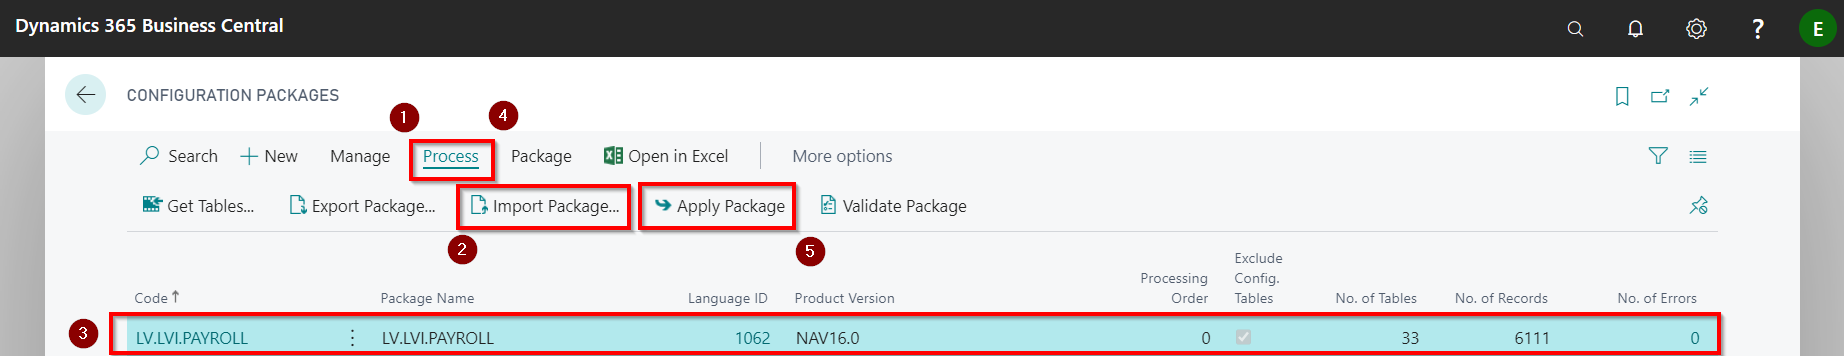 Dynamics 365 Business Central
? E
CONFIGURATION PACKAGES
1 4
Search New Manage Process Package Open in Excel More options
Get Tables... Export Package... Import Package... Apply Package Validate Package
2 5
Code Package Name Language ID Product Version Processing Order Exclude Config. Tables No. of Tables No. of Records No. of Errors
3 LV.LVI.PAYROLL LV.LVI.PAYROLL 1062 NAV16.0 0 33 6111 0